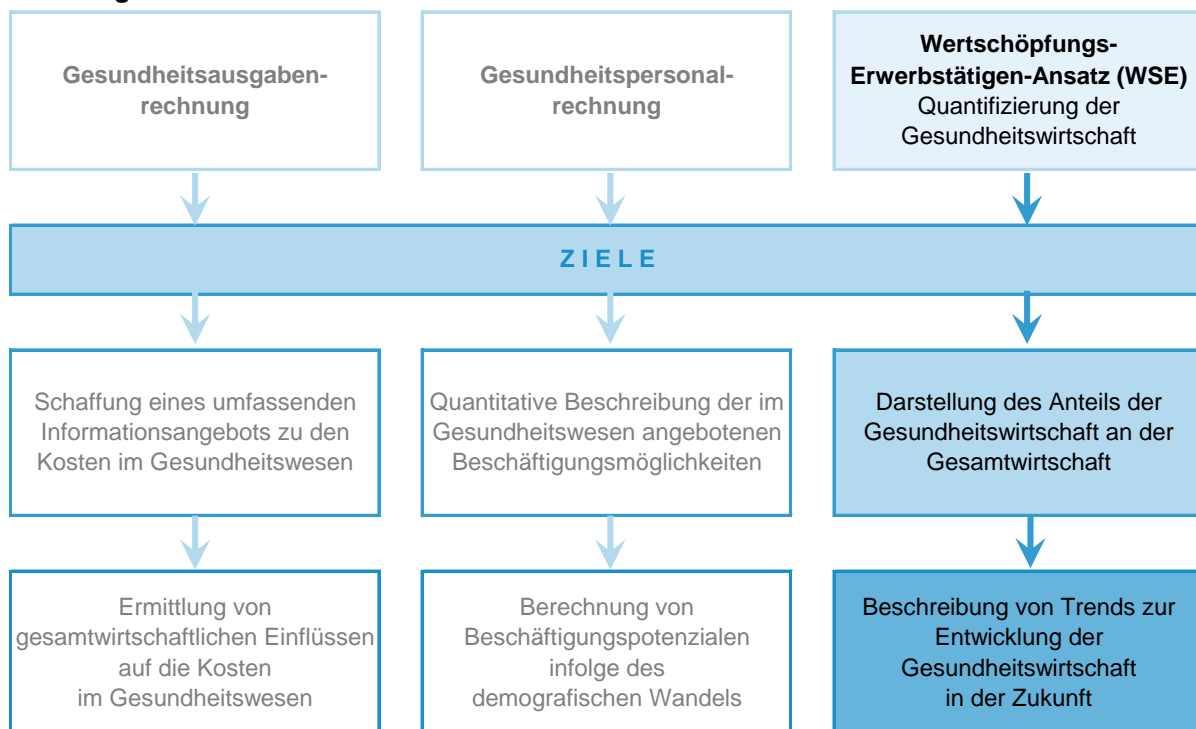 Gesundheitsausgaben-
rechnung
Gesundheitspersonal-
rechnung
Wertschöpfungs-
Erwerbstätigen-Ansatz (WSE)
Quantifizierung der
Gesundheitswirtschaft
Z I E L E
Schaffung eines umfassenden
Informationsangebots zu den
Kosten im Gesundheitswesen
Quantitative Beschreibung der im
Gesundheitswesen angebotenen
Beschäftigungsmöglichkeiten
Darstellung des Anteils der
Gesundheitswirtschaft an der
Gesamtwirtschaft
Ermittlung von
gesamtwirtschaftlichen Einflüssen
auf die Kosten
im Gesundheitswesen
Berechnung von
Beschäftigungspotenzialen
infolge des
demografischen Wandels
Beschreibung von Trends zur
Entwicklung der
Gesundheitswirtschaft
in der Zukunft